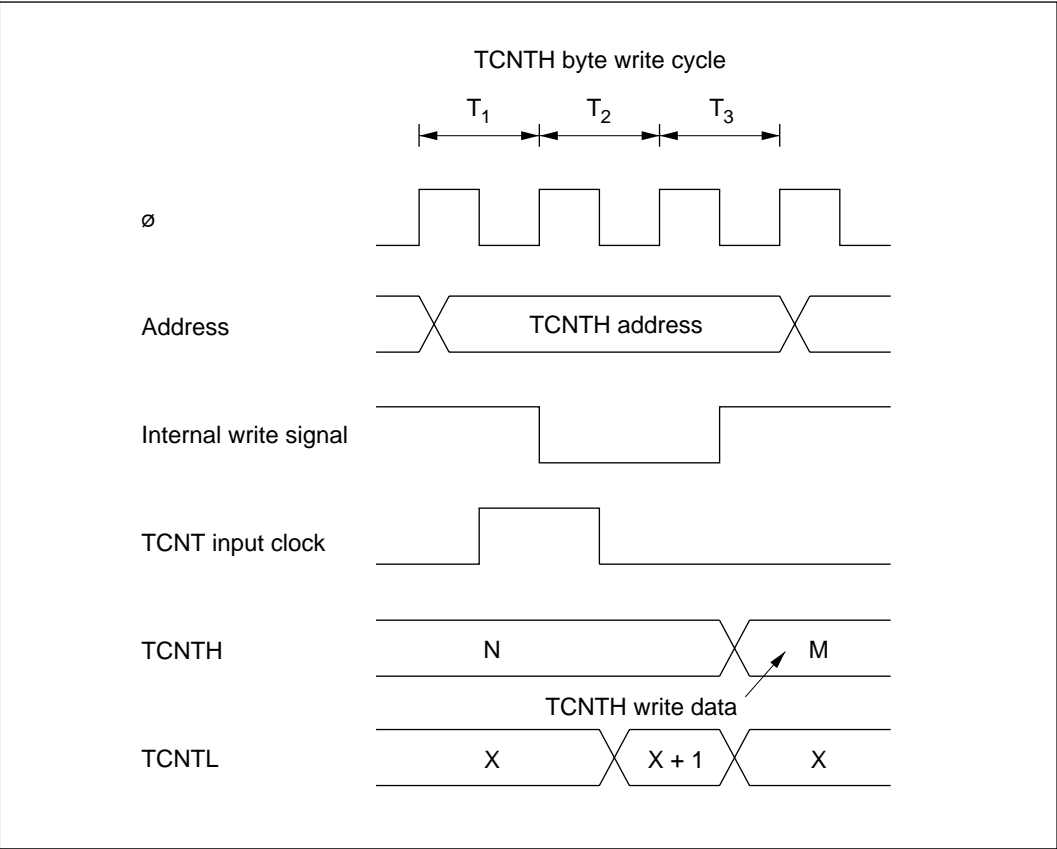 TCNTH byte write cycle
T1 T2 T3
ø
Address TCNTH address
Internal write signal
TCNT input clock
TCNTH N M
TCNTH write data
TCNTL X X + 1 X